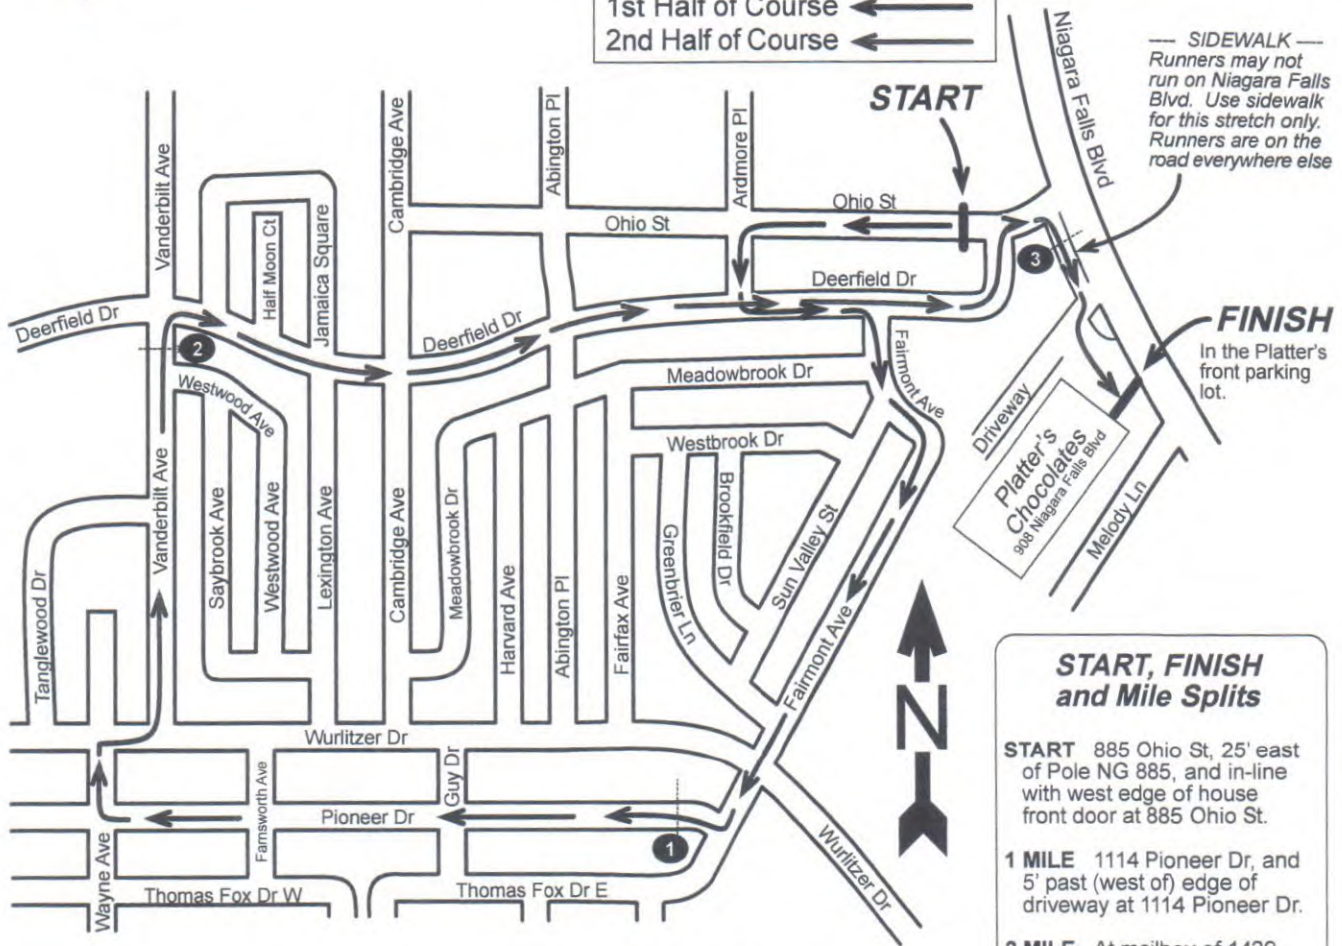 1st Half of Course
2nd Half of Course
START
Niagara Falls Blvd
---- SIDEWALK ----
Runners may not
run on Niagara Falls
Blvd. Use sidewalk
for this stretch only.
Runners are on the
road everywhere else
Vanderbilt Ave
Cambridge Ave
Abington Pl
Ardmore Pl
Ohio St
Ohio St
Half Moon Ct
Jamaica Square
Deerfield Dr
3
Deerfield Dr
Deerfield Dr
FINISH
In the Platter's
front parking
lot.
2
Westwood Ave
Meadowbrook Dr
Fairmont Ave
Driveway
Platter's
Chocolates
908 Niagara Falls Blvd
Westbrook Dr
Vanderbilt Ave
Saybrook Ave
Westwood Ave
Lexington Ave
Cambridge Ave
Meadowbrook Dr
Harvard Ave
Abington Pl
Fairfax Ave
Greenbrier Ln
Brookfield Dr
Sun Valley St
Fairmont Ave
Melody Ln
Tanglewood Dr
N
START, FINISH
and Mile Splits
START 885 Ohio St, 25' east
of Pole NG 885, and in-line
with west edge of house
front door at 885 Ohio St.
1 MILE 1114 Pioneer Dr, and
5' past (west of) edge of
driveway at 1114 Pioneer Dr.
Wurlitzer Dr
Farnsworth Ave
Guy Dr
Pioneer Dr
1
Wurlitzer Dr
Wayne Ave
Thomas Fox Dr W
Thomas Fox Dr E